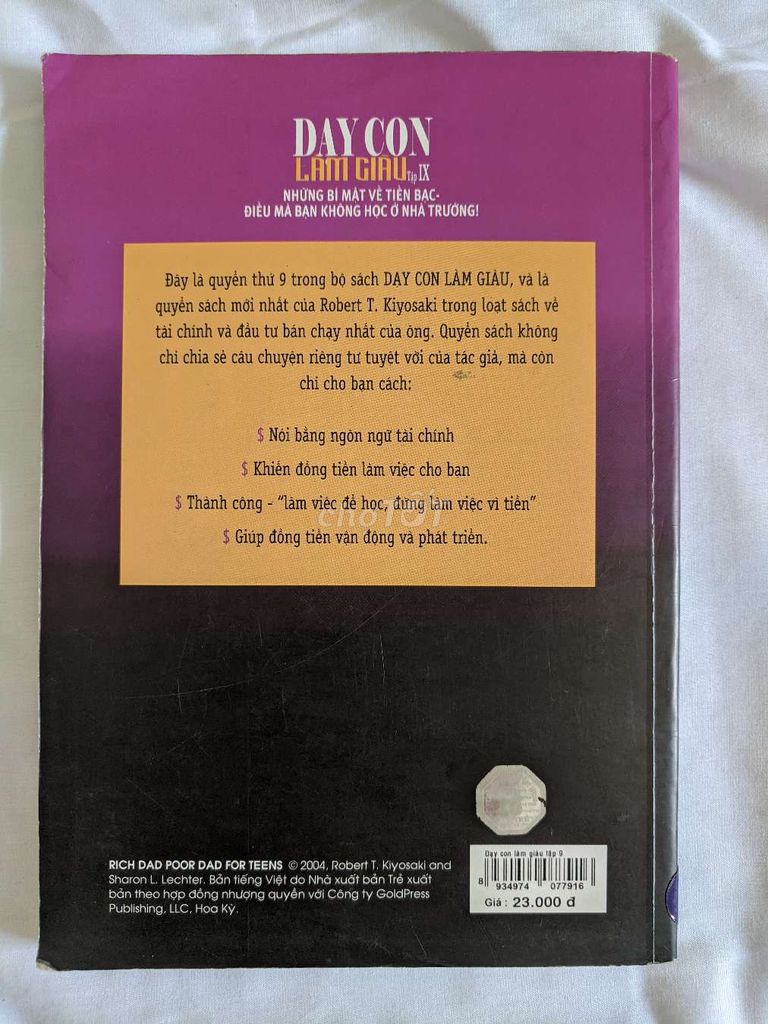 DẠY CON
LÀM GIÀU Tập IX
NHỮNG BÍ MẬT VỀ TIỀN BẠC-
ĐIỀU MÀ BẠN KHÔNG HỌC Ở NHÀ TRƯỜNG!
Đây là quyển thứ 9 trong bộ sách DẠY CON LÀM GIÀU, và là
quyển sách mới nhất của Robert T. Kiyosaki trong loạt sách về
tài chính và đầu tư bán chạy nhất của ông. Quyển sách không
chỉ chia sẻ câu chuyện riêng tư tuyệt vời của tác giả, mà còn
chỉ cho bạn cách:
$ Nói bằng ngôn ngữ tài chính
$ Khiến đồng tiền làm việc cho bạn
$ Thành công - “làm việc để học, đừng làm việc vì tiền”
choTỐT
$ Giúp đồng tiền vận động và phát triển.
RICH DAD POOR DAD FOR TEENS © 2004, Robert T. Kiyosaki and
Sharon L. Lechter. Bản tiếng Việt do Nhà xuất bản Trẻ xuất
bản theo hợp đồng nhượng quyền với Công ty GoldPress
Publishing, LLC, Hoa Kỳ.
Dạy con làm giàu tập 9
8 934974 077916
Giá : 23.000 đ